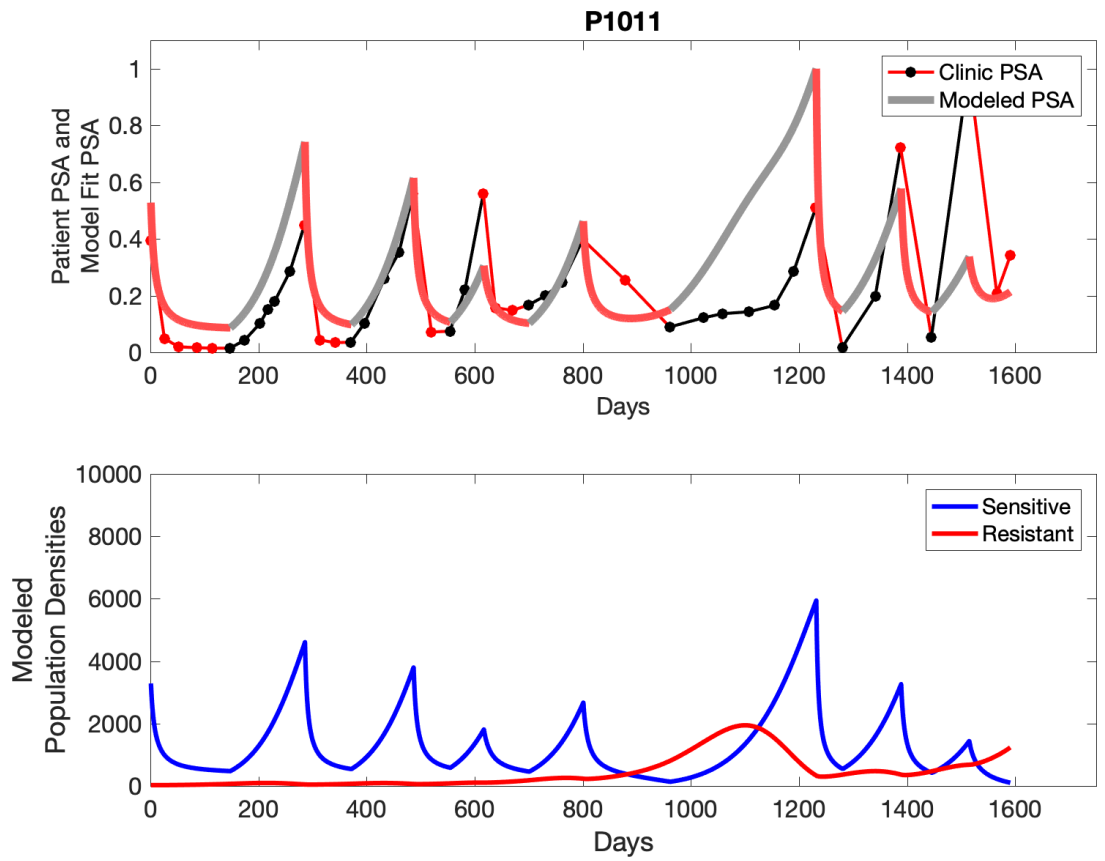 P1011
Patient PSA and
Model Fit PSA
1
0.8
0.6
0.4
0.2
0
Clinic PSA
Modeled PSA
0 200 400 600 800 1000 1200 1400 1600
Days
Modeled
Population Densities
10000
8000
6000
4000
2000
0
Sensitive
Resistant
0 200 400 600 800 1000 1200 1400 1600
Days